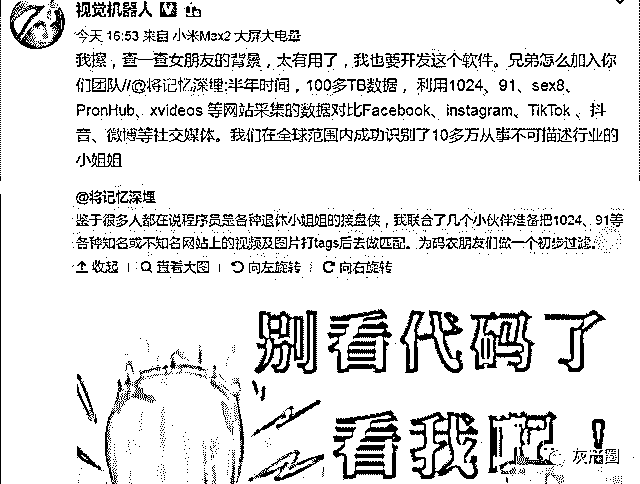 视觉机器人
今天 16:53 来自 小米Max2 大屏大电量
我擦，查一查女朋友的背景，太有用了，我也要开发这个软件。兄弟怎么加入你
们团队//@将记忆深埋:半年时间，100多TB数据， 利用1024、91、sex8、
PronHub、xvideos 等网站采集的数据对比Facebook、instagram、TikTok 、抖
音、微博等社交媒体。我们在全球范围内成功识别了10多万从事不可描述行业的
小姐姐
@将记忆深埋
鉴于很多人都在说程序员是各种退休小姐姐的接盘侠，我联合了几个小伙伴准备把1024、91等
各种知名或不知名网站上的视频及图片打tags后去做匹配。为码农朋友们做一个初步过滤。
收起 查看大图 向左旋转 向右旋转
别看代码了
看我吧！
灰产圈